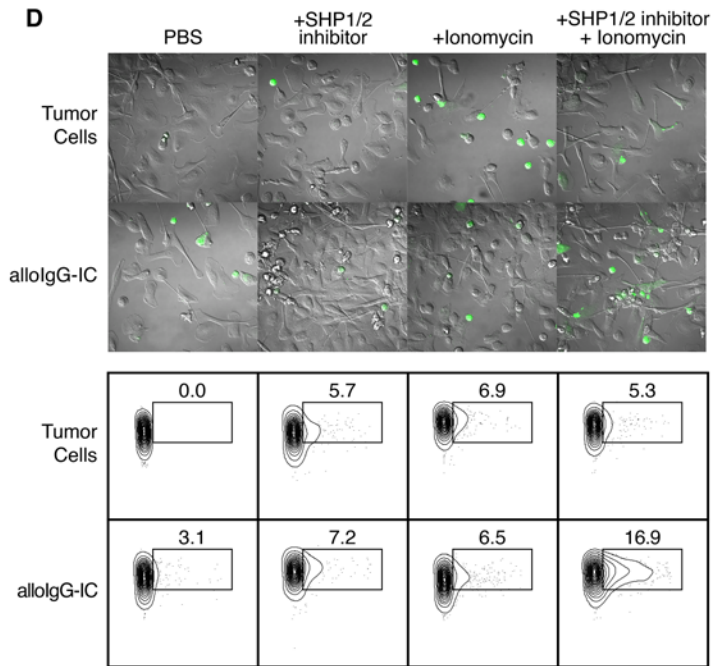 D
PBS
+SHP1/2
inhibitor
+Ionomycin
+SHP1/2 inhibitor
+ Ionomycin
Tumor
Cells
alloIgG-IC
Tumor
Cells
0.0
5.7
6.9
5.3
alloIgG-IC
3.1
7.2
6.5
16.9